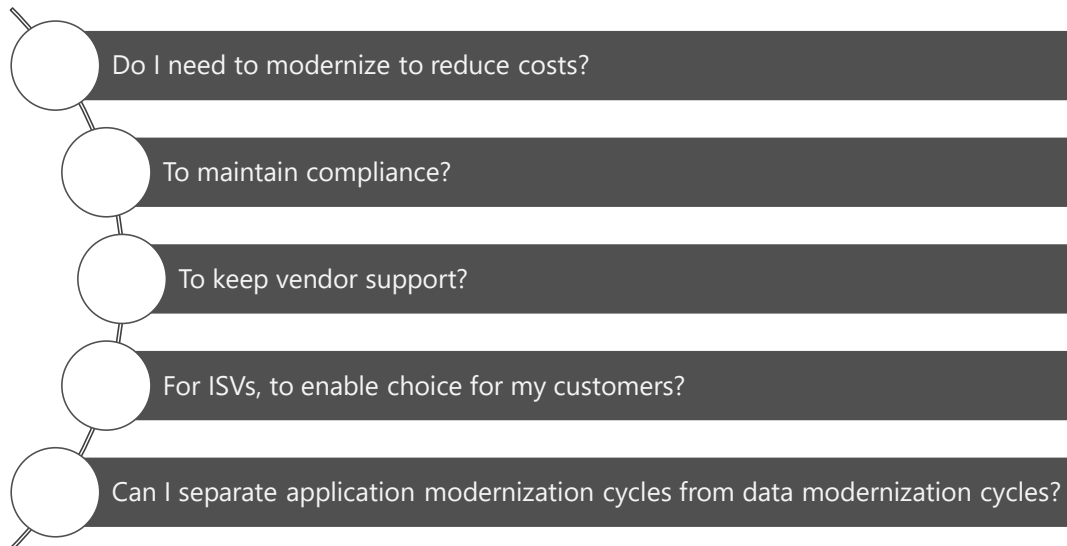 Do I need to modernize to reduce costs?
To maintain compliance?
To keep vendor support?
For ISVs, to enable choice for my customers?
Can I separate application modernization cycles from data modernization cycles?